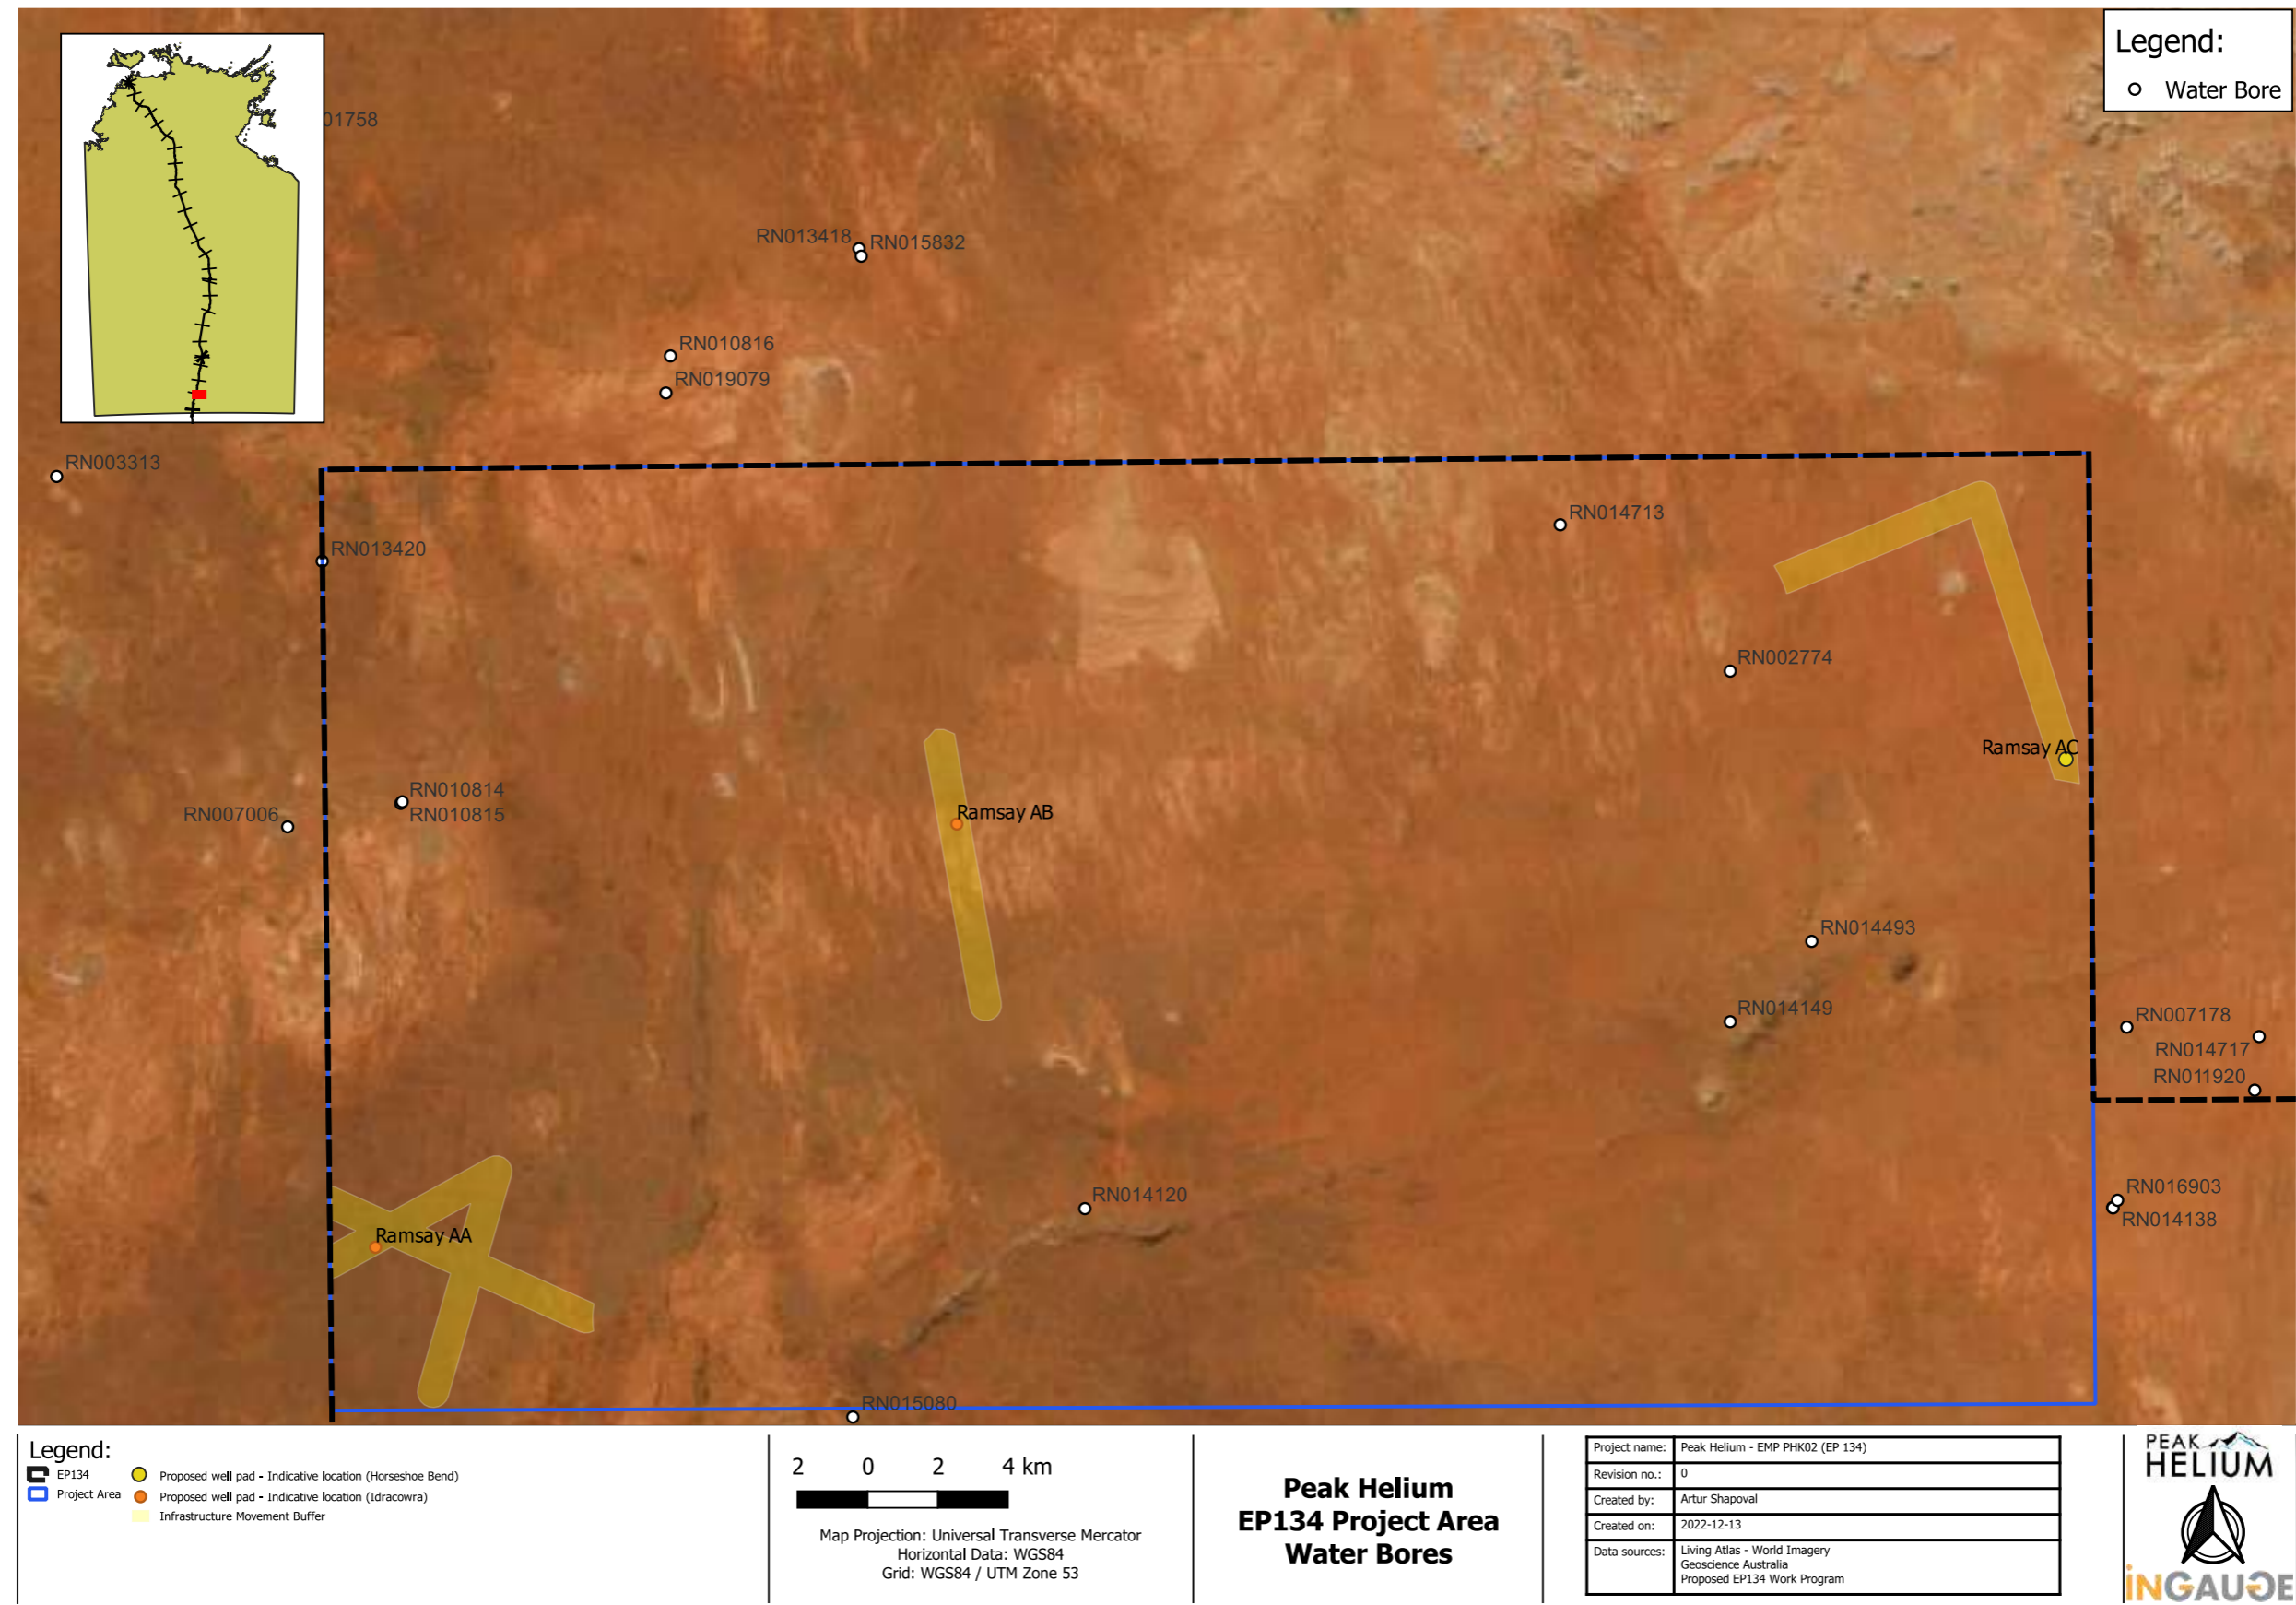 Legend:
Water Bore
01758
RN013418
RN015832
RN010816
RN019079
RN003313
RN014713
RN013420
RN002774
Ramsay AC
RN010814
RN010815
RN007006
Ramsay AB
RN014493
RN014149
RN007178
RN014717
RN011920
RN014120
RN016903
RN014138
Ramsay AA
RN015080
Legend:
EP134
Project Area
Proposed well pad - Indicative location (Horseshoe Bend)
Proposed well pad - Indicative location (Idracowra)
Infrastructure Movement Buffer
2 0 2 4 km
Map Projection: Universal Transverse Mercator
Horizontal Data: WGS84
Grid: WGS84 / UTM Zone 53
Peak Helium
EP134 Project Area
Water Bores
Project name: Peak Helium - EMP PHK02 (EP 134)
Revision no.: 0
Created by: Artur Shapoval
Created on: 2022-12-13
Data sources: Living Atlas - World Imagery
Geoscience Australia
Proposed EP134 Work Program
PEAK
HELIUM
iNGAUGE